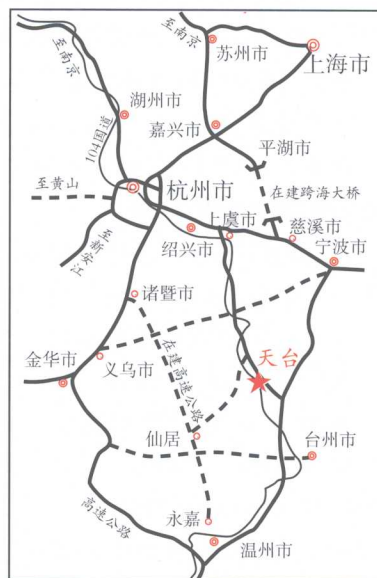 至南京
至南京
苏州市
上海市
湖州市
嘉兴市
104国道
平湖市
至黄山
杭州市
在建跨海大桥
上虞市
慈溪市
至新安江
绍兴市
宁波市
诸暨市
在建高速公路
天台
金华市
义乌市
仙居
台州市
高速公路
永嘉
温州市